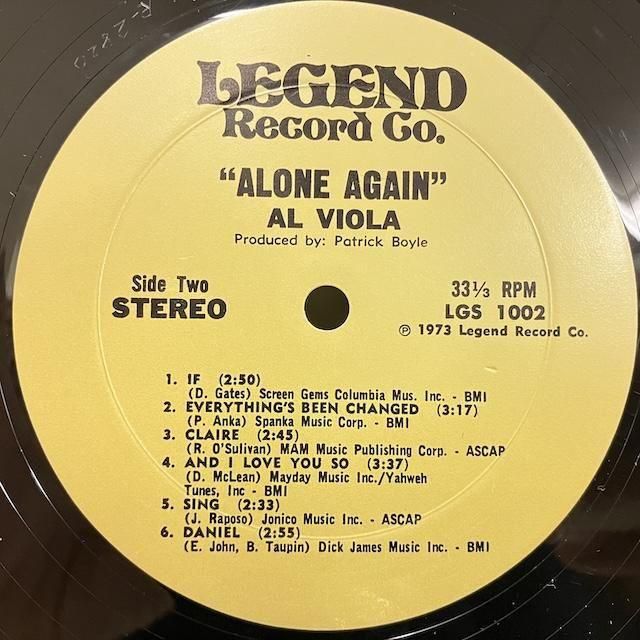 R-2820
LEGEND
Record Co.
"ALONE AGAIN"
AL VIOLA
Produced by: Patrick Boyle
Side Two
STEREO
33⅓ RPM
LGS 1002
℗ 1973 Legend Record Co.
1. IF (2:50)
(D. Gates) Screen Gems Columbia Mus. Inc. - BMI
2. EVERYTHING'S BEEN CHANGED (3:17)
(P. Anka) Spanka Music Corp. - BMI
3. CLAIRE (2:45)
(R. O'Sulivan) MAM Music Publishing Corp. - ASCAP
4. AND I LOVE YOU SO (3:37)
(D. McLean) Mayday Music Inc./Yahweh
Tunes, Inc - BMI
5. SING (2:33)
(J. Raposo) Jonico Music Inc. - ASCAP
6. DANIEL (2:55)
(E. John, B. Taupin) Dick James Music Inc. - BMI